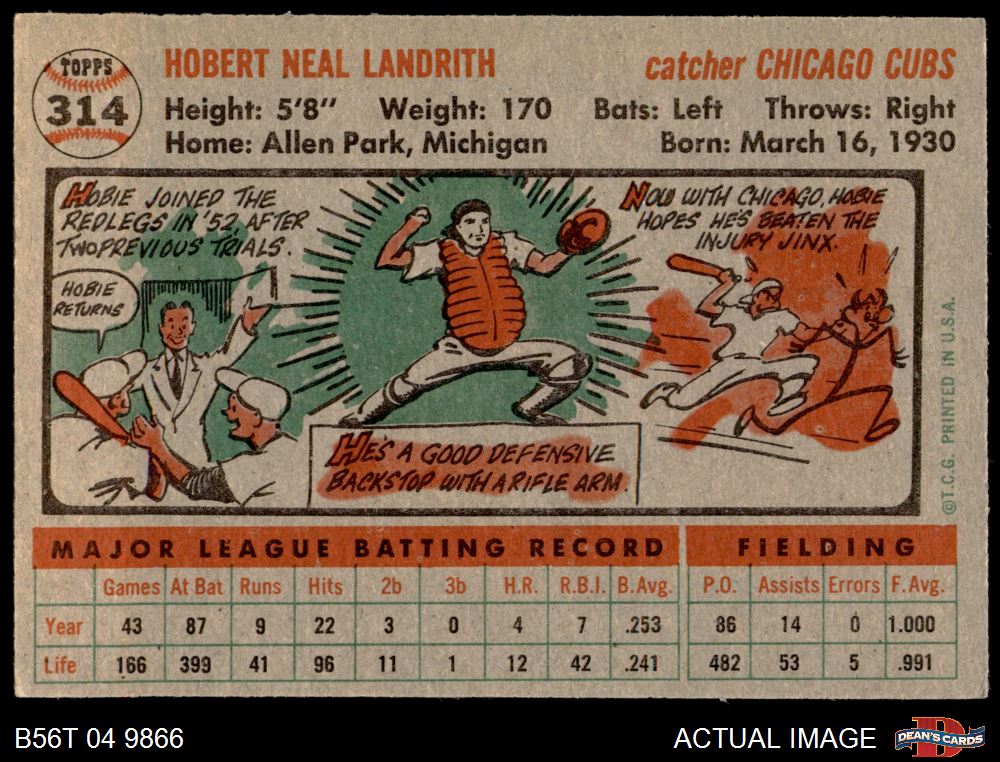 TOPPS
314
HOBERT NEAL LANDRITH
catcher CHICAGO CUBS
Height: 5'8" Weight: 170 Bats: Left Throws: Right
Home: Allen Park, Michigan Born: March 16, 1930
HOBIE JOINED THE
REDLEGS IN '52, AFTER
TWO PREVIOUS TRIALS.
HOBIE
RETURNS
HE'S A GOOD DEFENSIVE
BACKSTOP WITH A RIFLE ARM.
NOW WITH CHICAGO, HOBIE
HOPES HE'S BEATEN THE
INJURY JINX.
©T.C.G. PRINTED IN U.S.A.
MAJOR LEAGUE BATTING RECORD FIELDING
Games At Bat Runs Hits 2b 3b H.R. R.B.I. B.Avg. P.O. Assists Errors F.Avg.
Year 43 87 9 22 3 0 4 7 .253 86 14 0 1.000
Life 166 399 41 96 11 1 12 42 .241 482 53 5 .991
B56T 04 9866
ACTUAL IMAGE
DEAN'S CARDS